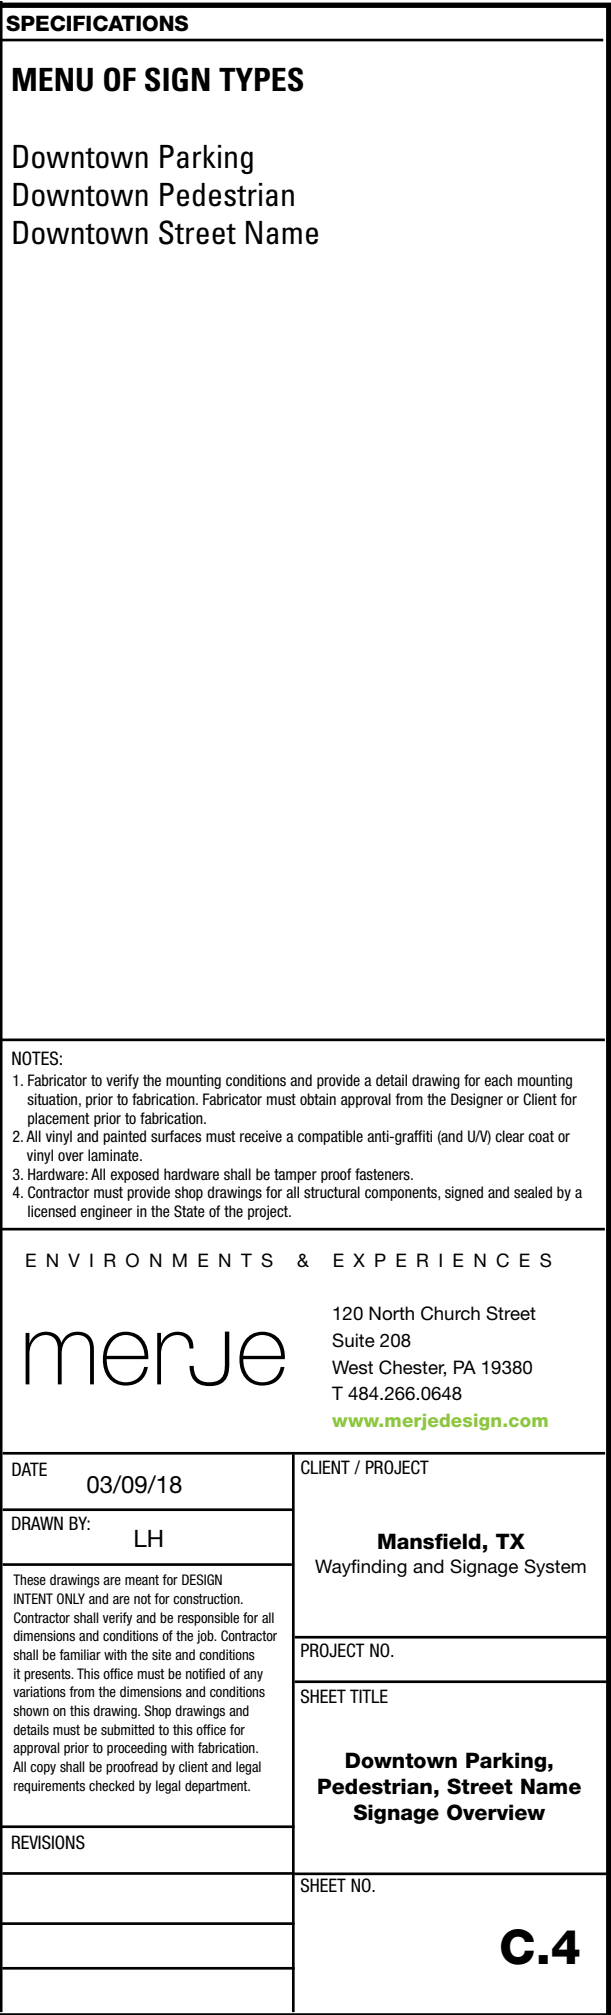 SPECIFICATIONS
MENU OF SIGN TYPES
Downtown Parking
Downtown Pedestrian
Downtown Street Name
NOTES:
1. Fabricator to verify the mounting conditions and provide a detail drawing for each mounting
situation, prior to fabrication. Fabricator must obtain approval from the Designer or Client for
placement prior to fabrication.
2. All vinyl and painted surfaces must receive a compatible anti-graffiti (and U/V) clear coat or
vinyl over laminate.
3. Hardware: All exposed hardware shall be tamper proof fasteners.
4. Contractor must provide shop drawings for all structural components, signed and sealed by a
licensed engineer in the State of the project.
ENVIRONMENTS & EXPERIENCES
merje
120 North Church Street
Suite 208
West Chester, PA 19380
T 484.266.0648
www.merjedesign.com
DATE
03/09/18
DRAWN BY:
LH
These drawings are meant for DESIGN
INTENT ONLY and are not for construction.
Contractor shall verify and be responsible for all
dimensions and conditions of the job. Contractor
shall be familiar with the site and conditions
it presents. This office must be notified of any
variations from the dimensions and conditions
shown on this drawing. Shop drawings and
details must be submitted to this office for
approval prior to proceeding with fabrication.
All copy shall be proofread by client and legal
requirements checked by legal department.
REVISIONS
CLIENT / PROJECT
Mansfield, TX
Wayfinding and Signage System
PROJECT NO.
SHEET TITLE
Downtown Parking,
Pedestrian, Street Name
Signage Overview
SHEET NO.
C.4